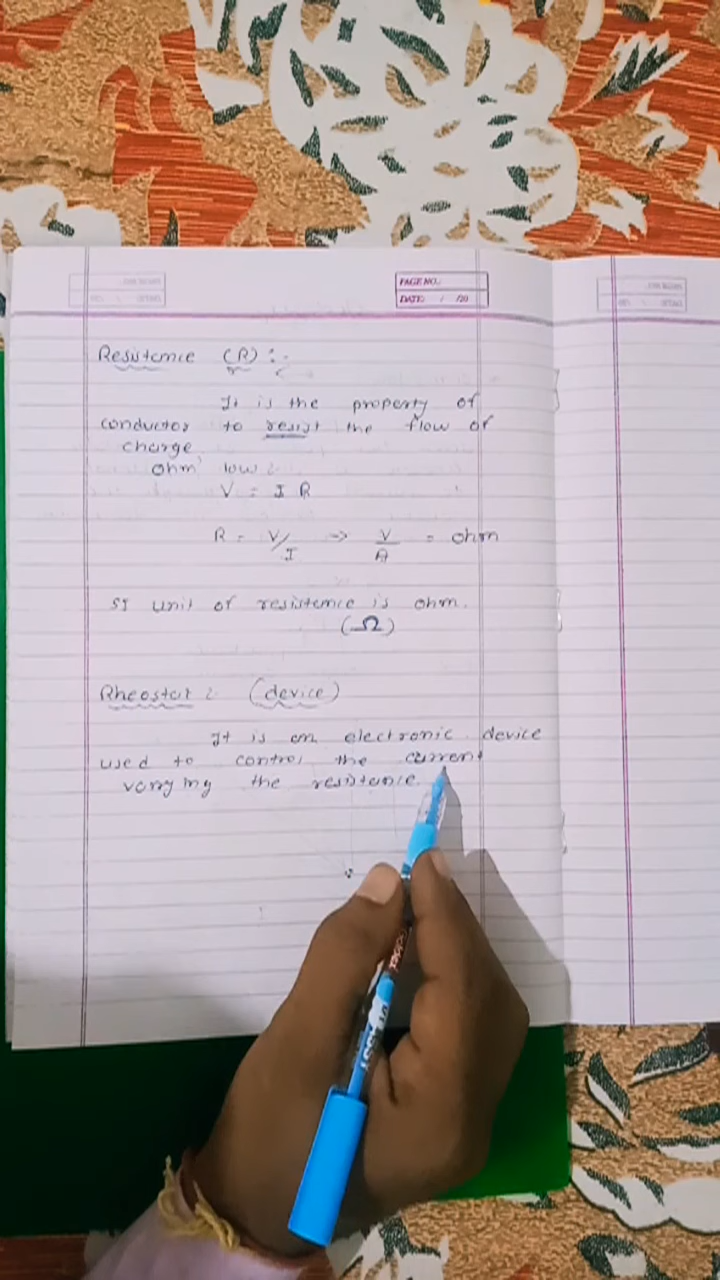 PAGE NO.:
DATE: / /20
Resistance (R) :-
It is the property of
conductor to resist the flow of
charge.
ohm' low :
V = I R
R = V/I => V/A = ohm
SI unit of resistance is ohm.
(Ω)
Rheostat : (device)
It is an electronic device
used to control the current
varying the resistance.